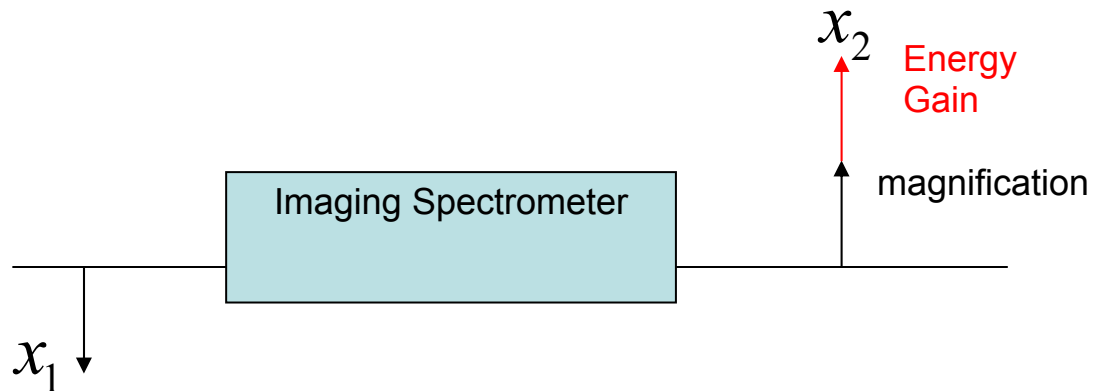 x₂
Energy
Gain
magnification
Imaging Spectrometer
x₁